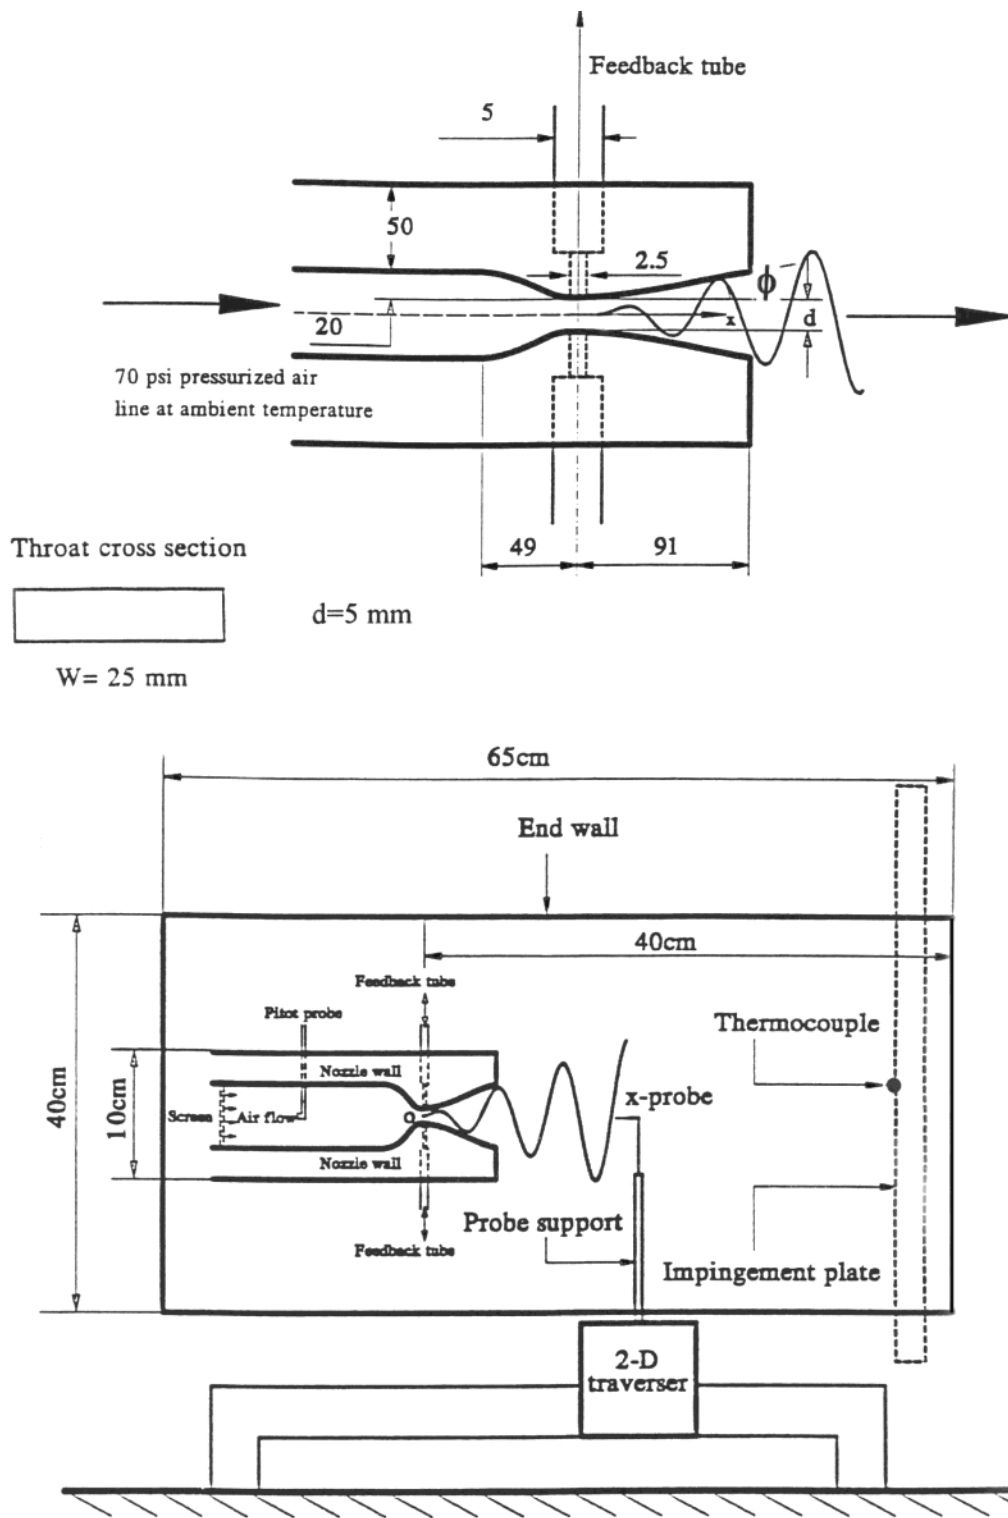 Feedback tube
5
50
2.5
ϕ
20
x
d
70 psi pressurized air
line at ambient temperature
49
91
Throat cross section
d=5 mm
W= 25 mm
65cm
End wall
40cm
Feedback tube
Pitot probe
Thermocouple
Nozzle wall
x-probe
40cm
10cm
Screen
Air flow
O
Nozzle wall
Probe support
Feedback tube
Impingement plate
2-D
traverser